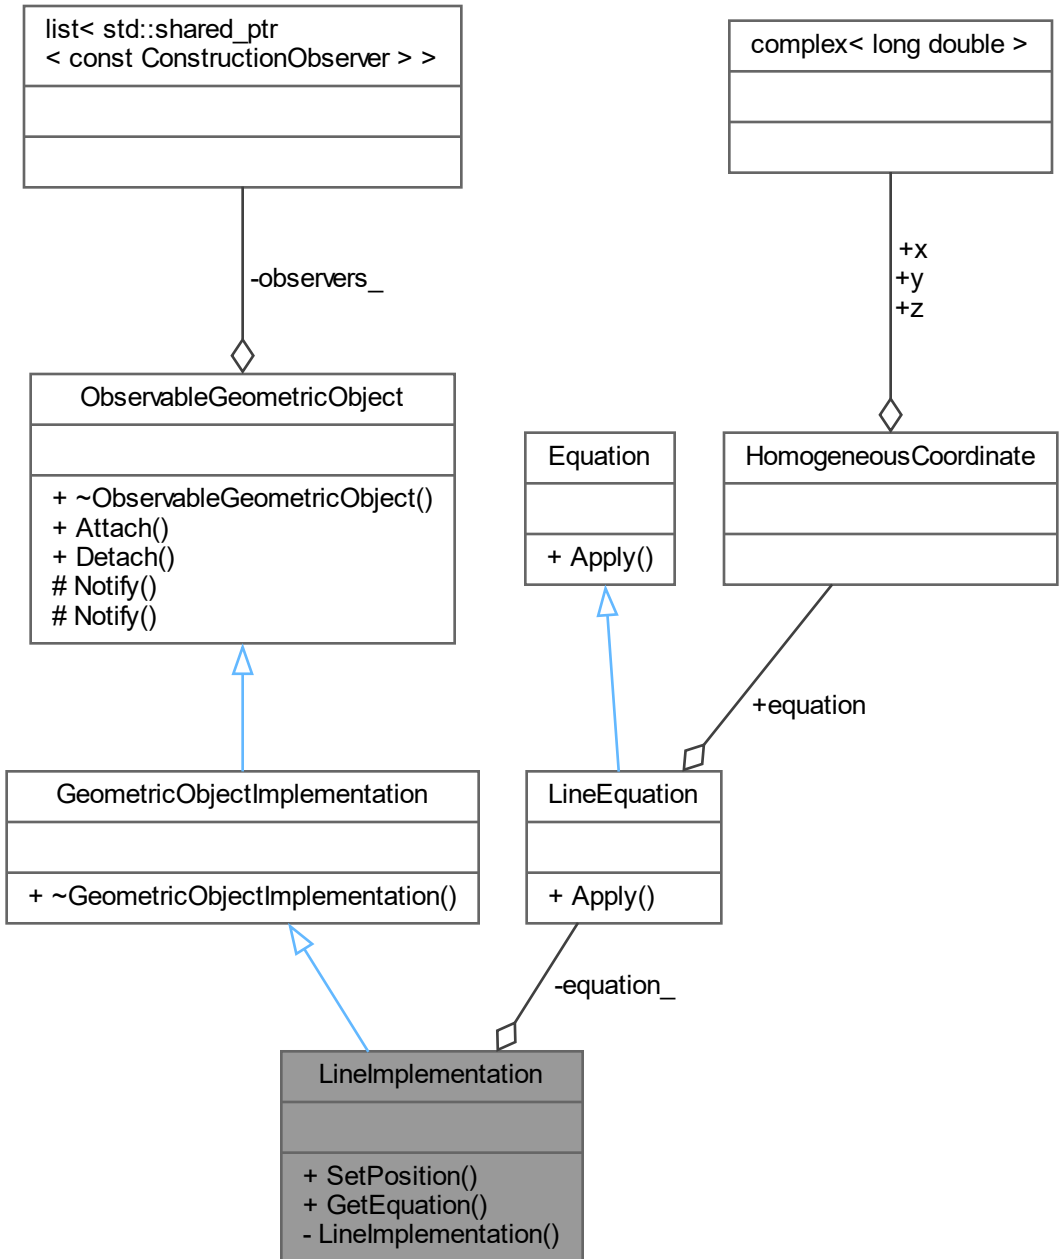 list< std::shared_ptr
< const ConstructionObserver > >
complex< long double >
-observers_
+x
+y
+z
ObservableGeometricObject
+ ~ObservableGeometricObject()
+ Attach()
+ Detach()
# Notify()
# Notify()
Equation
+ Apply()
HomogeneousCoordinate
+equation
GeometricObjectImplementation
+ ~GeometricObjectImplementation()
LineEquation
+ Apply()
-equation_
LineImplementation
+ SetPosition()
+ GetEquation()
- LineImplementation()